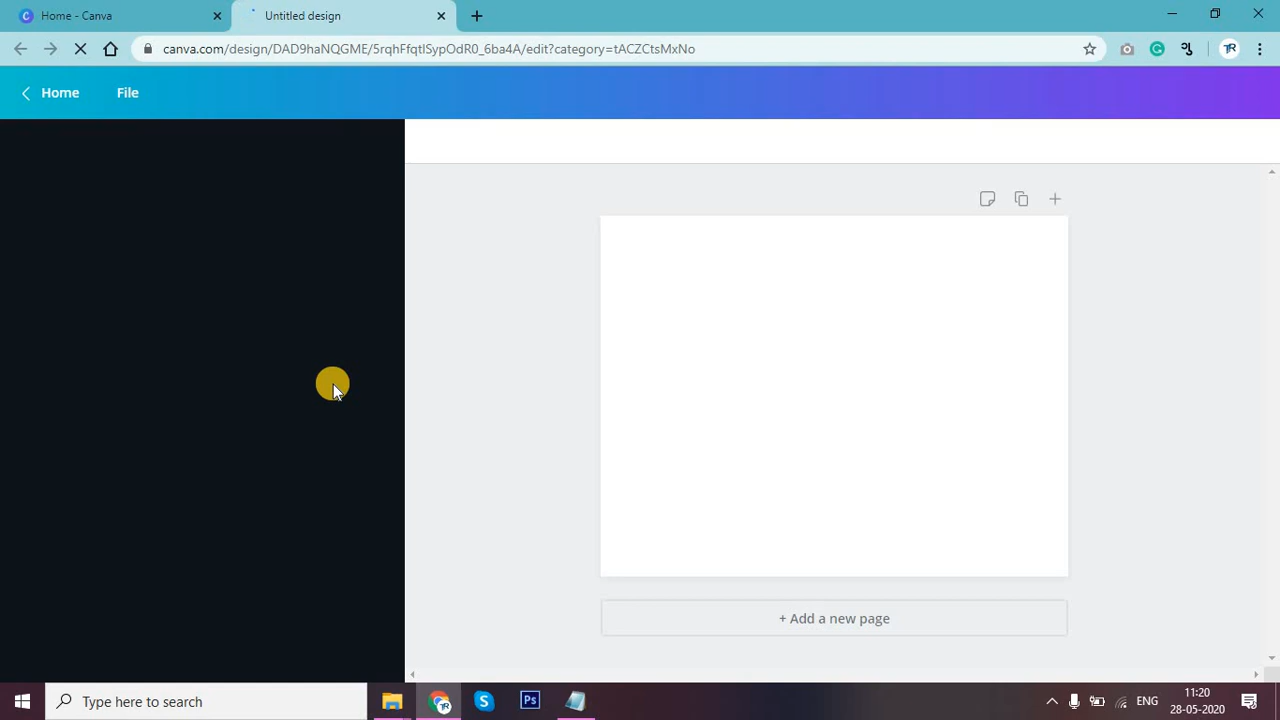 Home - Canva
Untitled design
canva.com/design/DAD9haNQGME/5rqhFfqtlSypOdR0_6ba4A/edit?category=tACZCtsMxNo
Home
File
+ Add a new page
Type here to search
Ps
ENG
11:20
28-05-2020